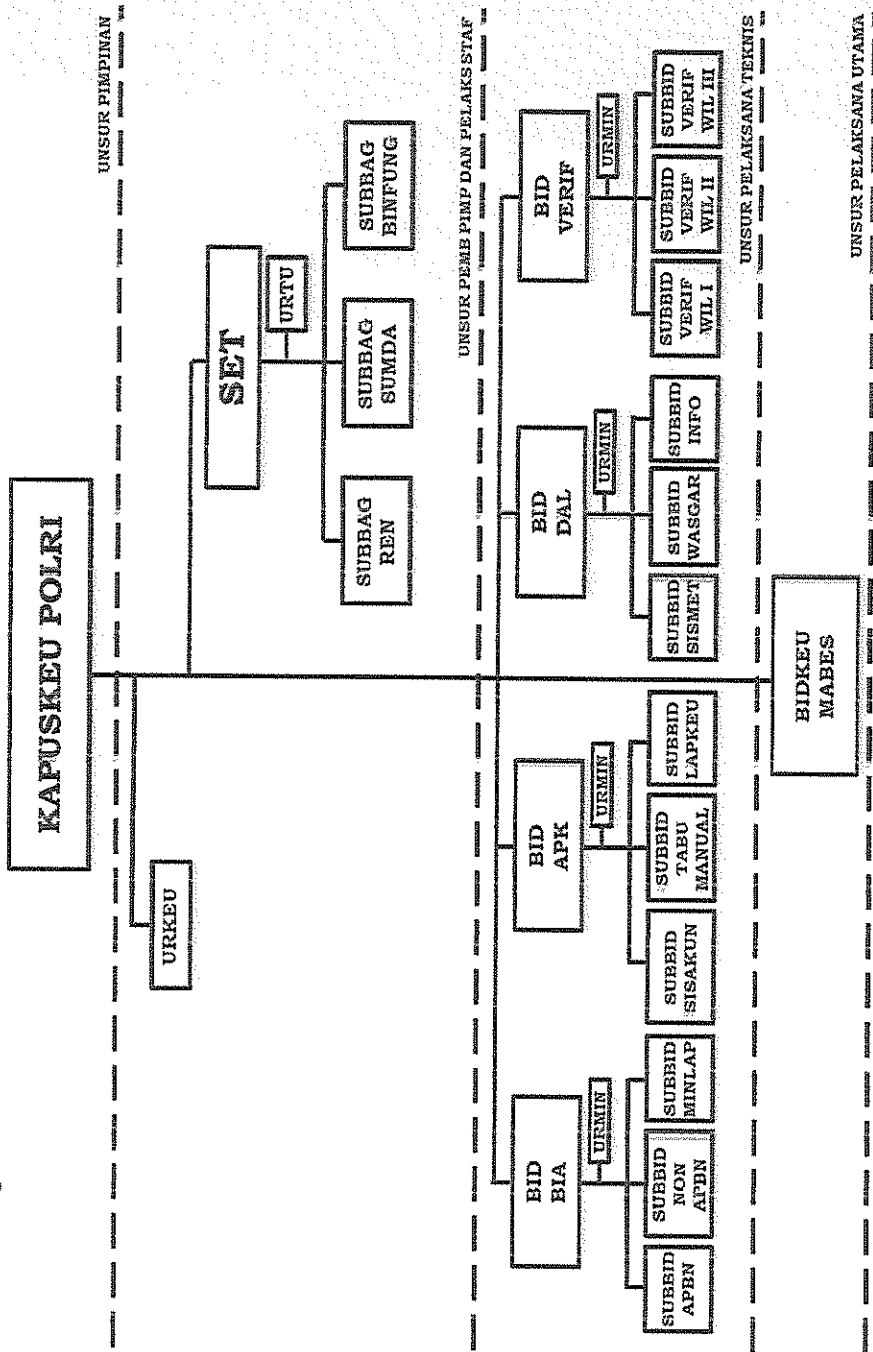 KAPUSKEU POLRI
UNSUR PIMPINAN
URKEU
SET
URTU
SUBBAG
REN
SUBBAG
SUMDA
SUBBAG
BINFUNG
UNSUR PEMB PIMP DAN PELAKS STAF
BID
BIA
URMIN
SUBBID
APBN
SUBBID
NON
APBN
SUBBID
MINLAP
BID
APK
URMIN
SUBBID
SISAKUN
SUBBID
TABU
MANUAL
SUBBID
LAPKEU
BID
DAL
URMIN
SUBBID
SISMET
SUBBID
WASGAR
SUBBID
INFO
BID
VERIF
URMIN
SUBBID
VERIF
WIL I
SUBBID
VERIF
WIL II
SUBBID
VERIF
WIL III
UNSUR PELAKSANA TEKNIS
BIDKEU
MABES
UNSUR PELAKSANA UTAMA